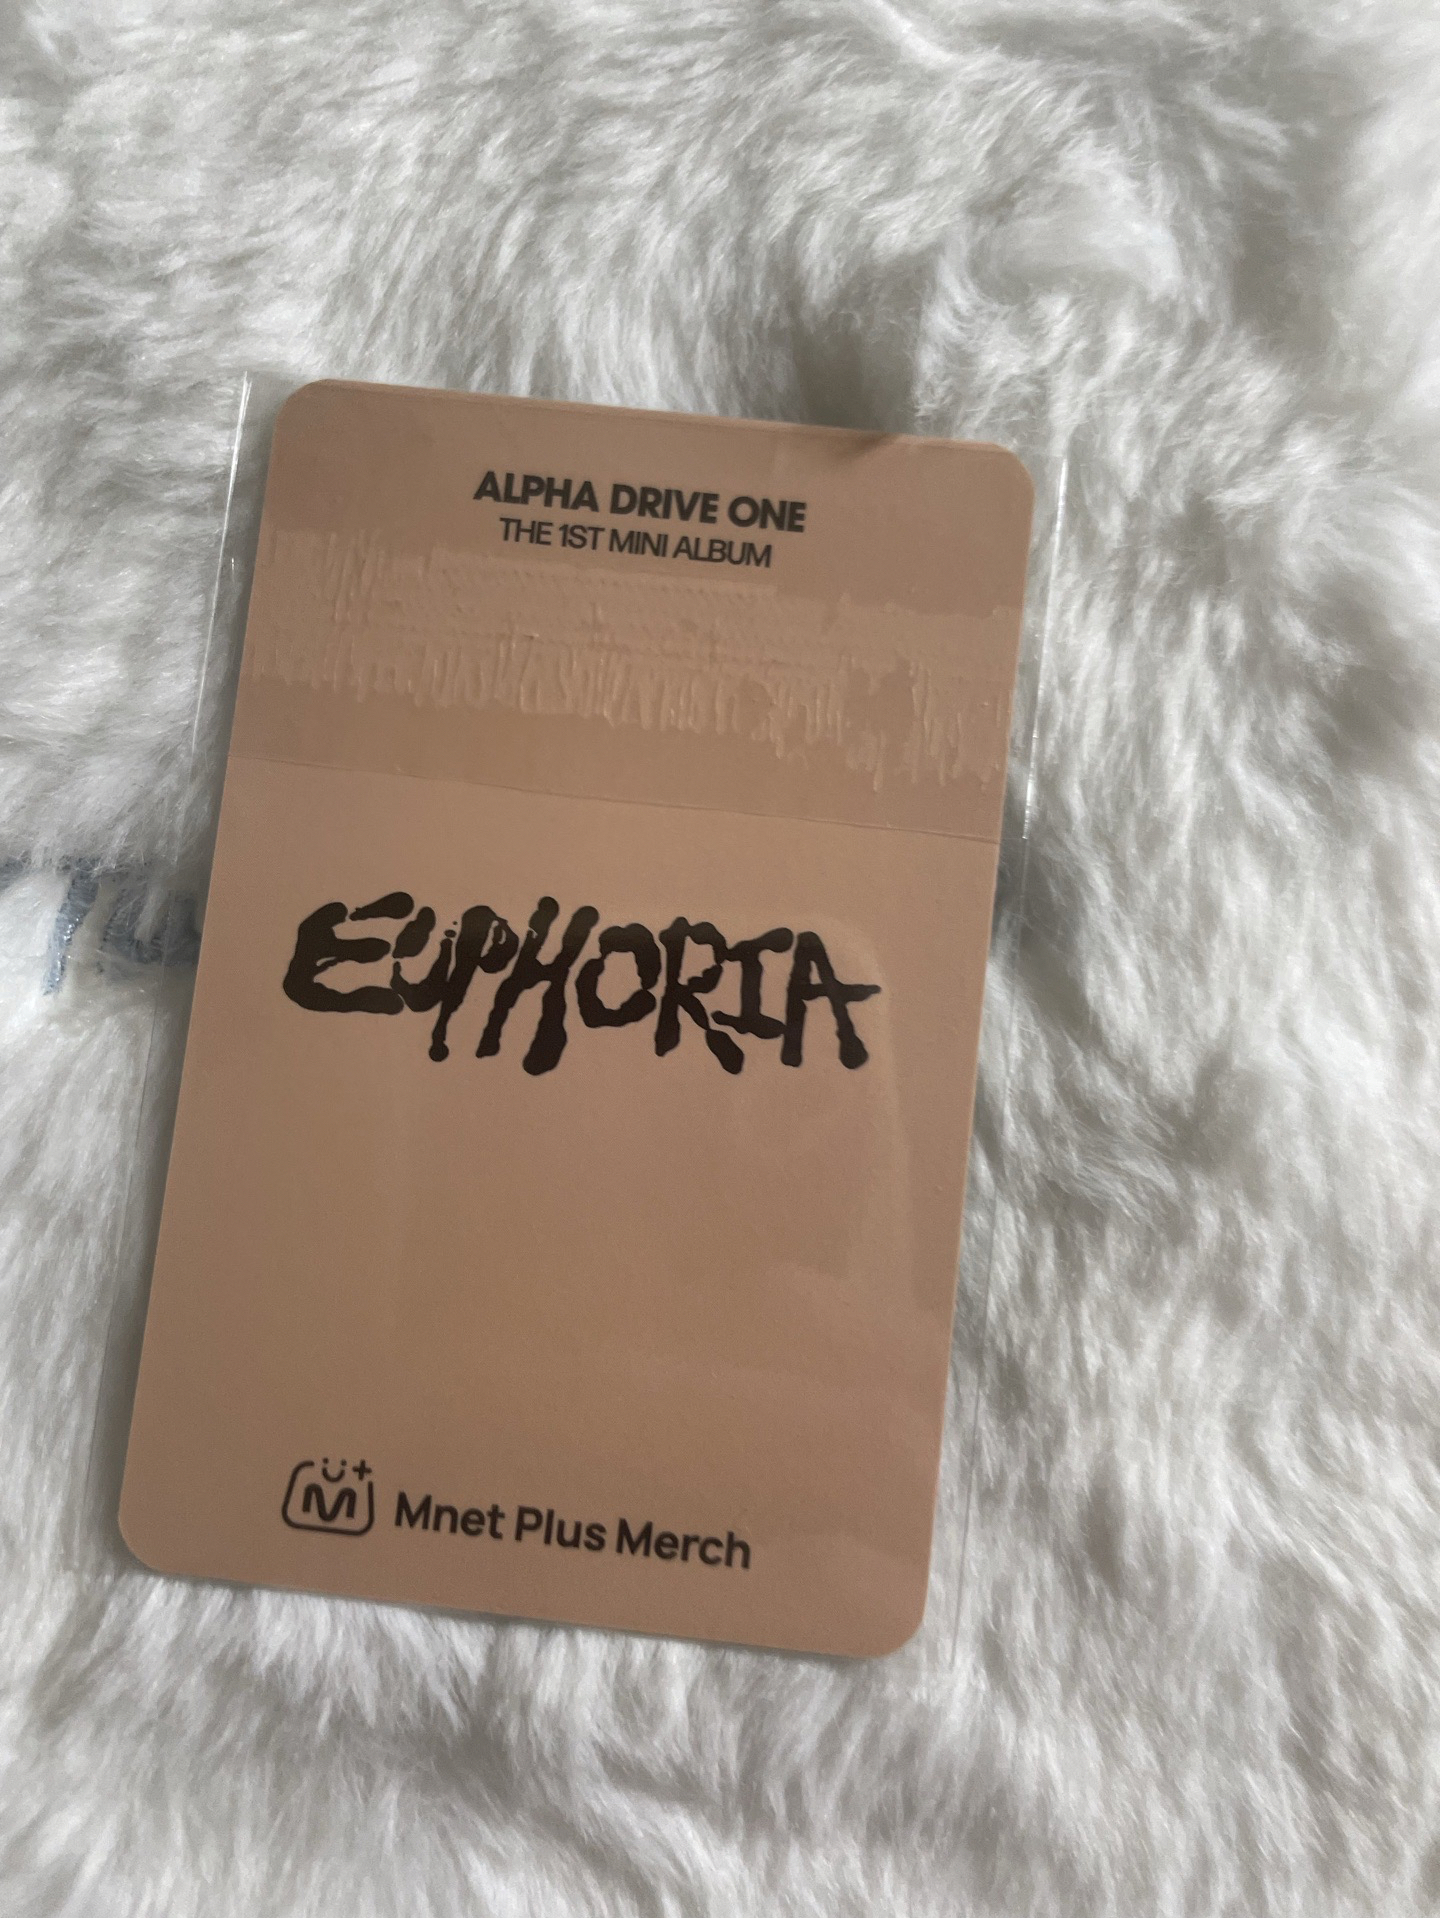 ALPHA DRIVE ONE
THE 1ST MINI ALBUM
EUPHORIA
M Mnet Plus Merch